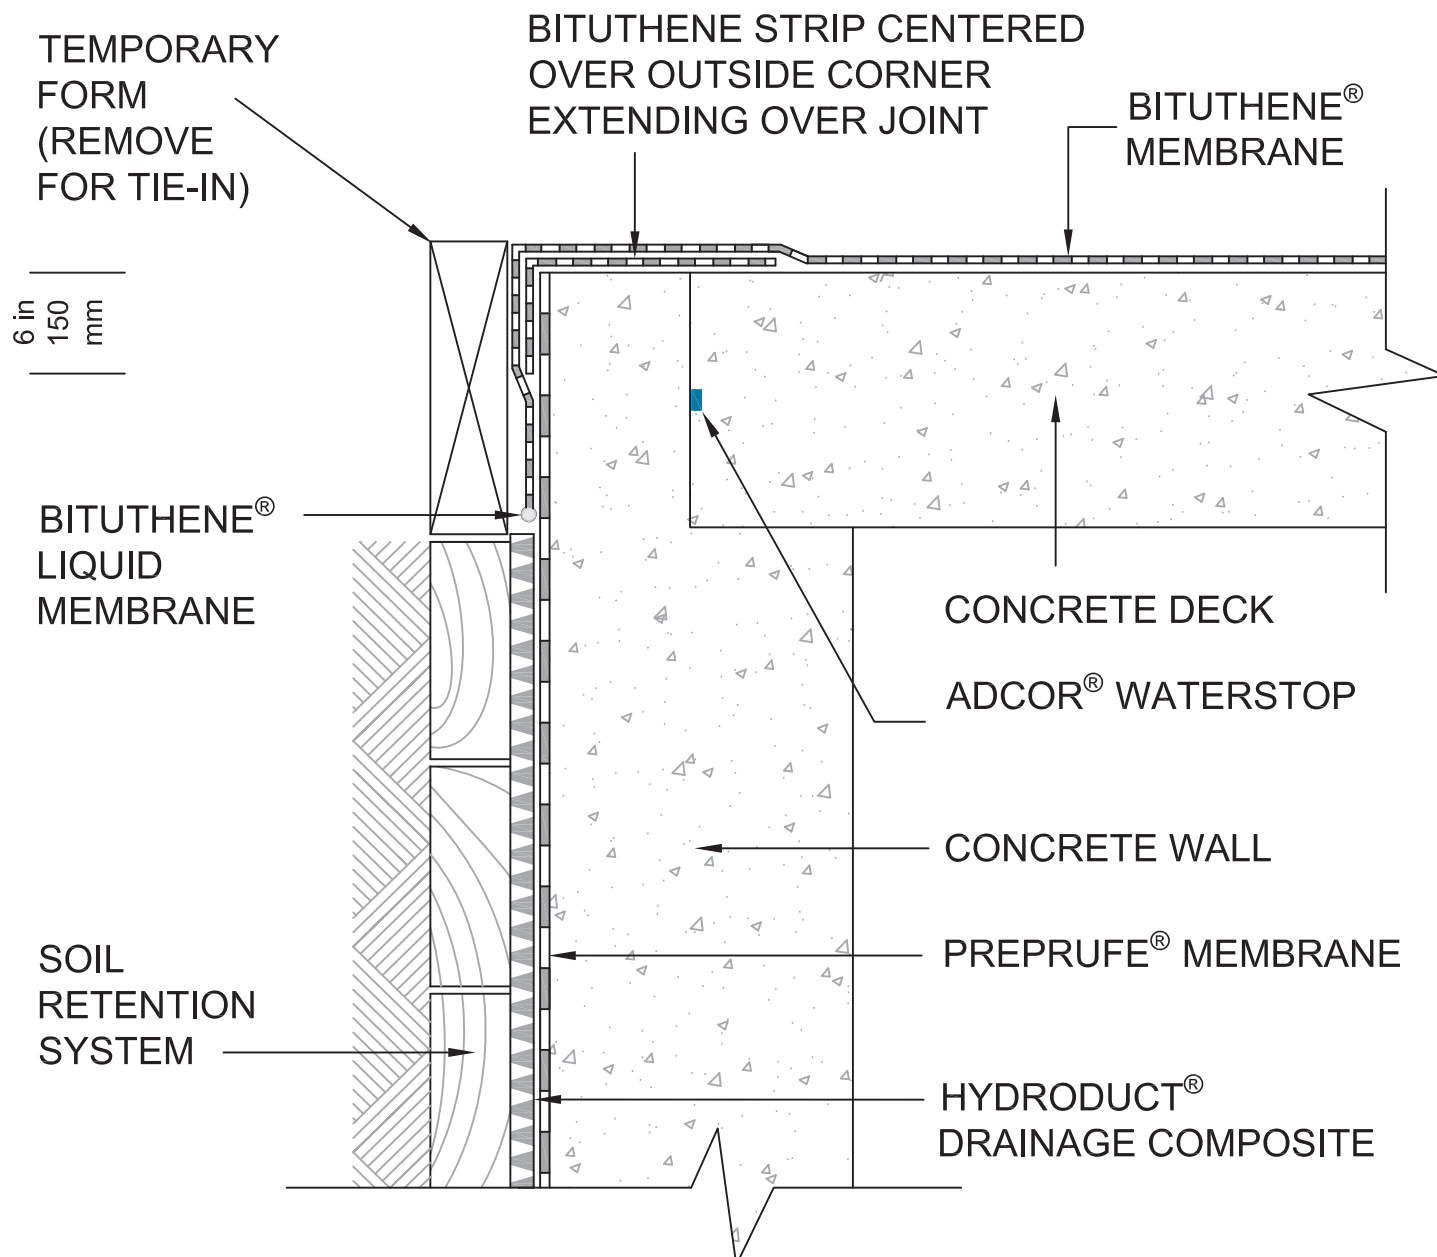 TEMPORARY
FORM
(REMOVE
FOR TIE-IN)
BITUTHENE STRIP CENTERED
OVER OUTSIDE CORNER
EXTENDING OVER JOINT
BITUTHENE®
MEMBRANE
6 in
150
mm
BITUTHENE®
LIQUID
MEMBRANE
CONCRETE DECK
ADCOR® WATERSTOP
CONCRETE WALL
PREPRUFE® MEMBRANE
SOIL
RETENTION
SYSTEM
HYDRODUCT®
DRAINAGE COMPOSITE